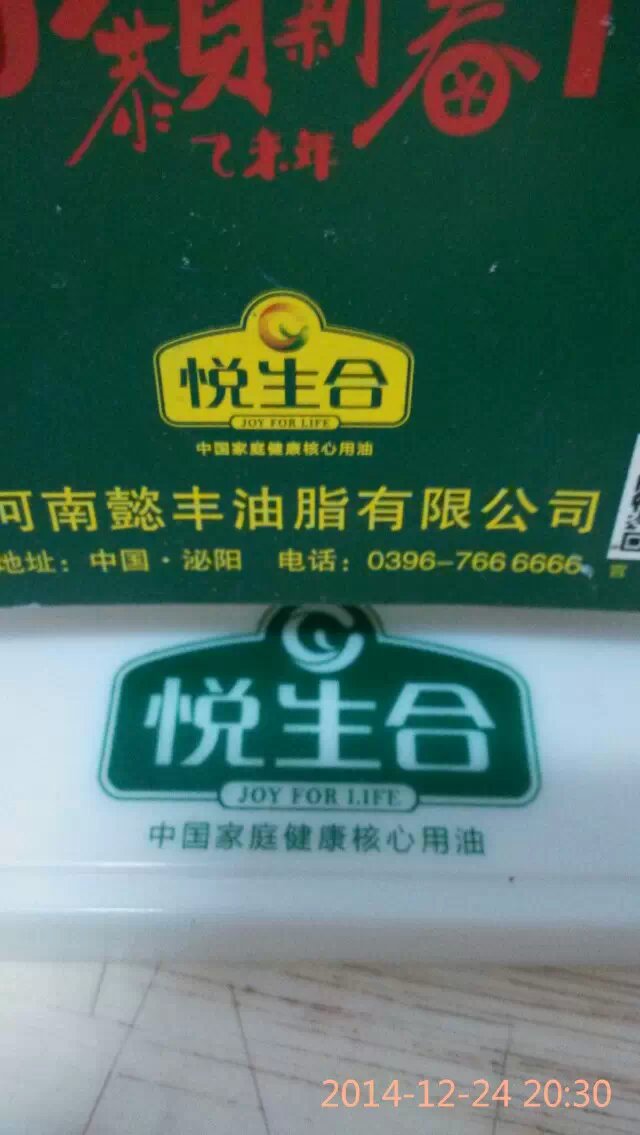 恭贺新春
乙未年
悦生合
JOY FOR LIFE
中国家庭健康核心用油
河南懿丰油脂有限公司
地址：中国·泌阳 电话：0396-7666666
悦生合
JOY FOR LIFE
中国家庭健康核心用油
2014-12-24 20:30